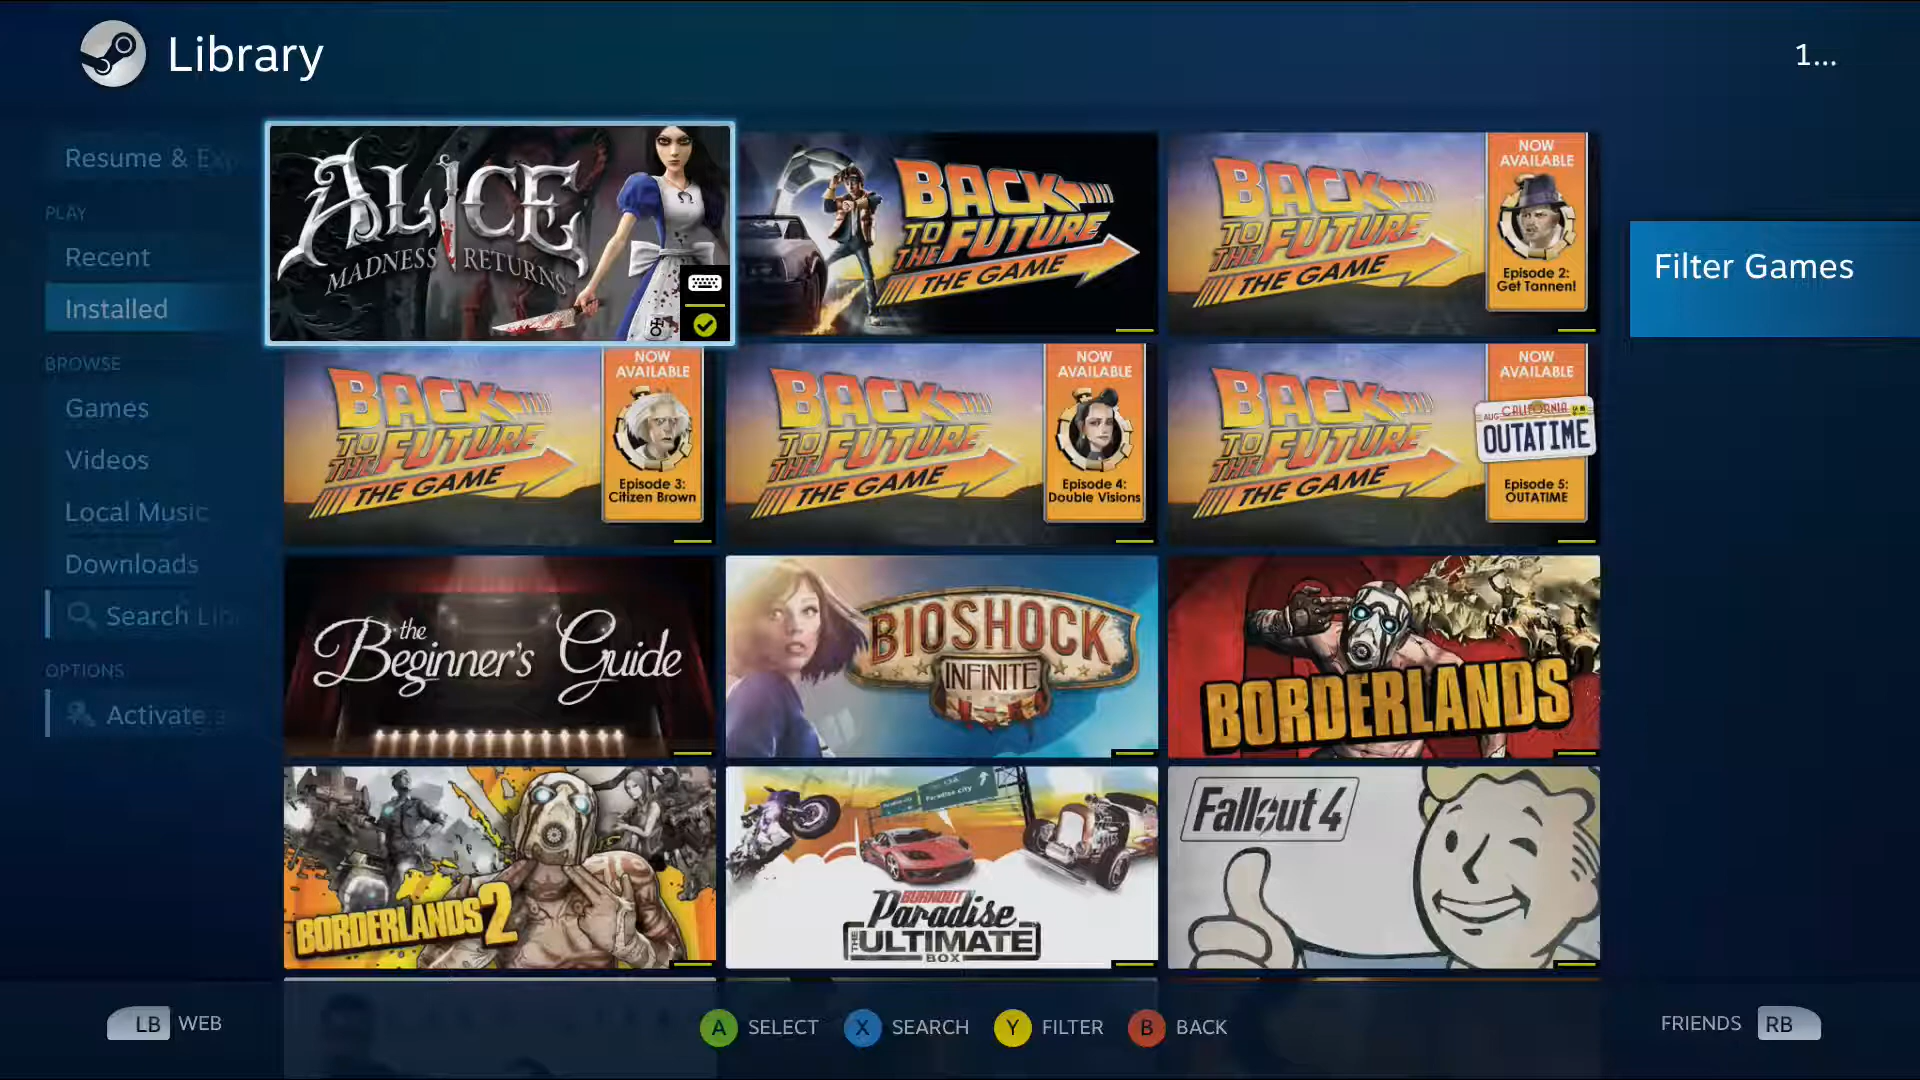 Library
1...
Resume & Exp
PLAY
Recent
Installed
BROWSE
Games
Videos
Local Music
Downloads
Search Lib
OPTIONS
Activate a
ALICE
MADNESS RETURNS
BACK
TO
THE FUTURE
THE GAME
BACK
TO
THE FUTURE
THE GAME
NOW
AVAILABLE
Episode 2:
Get Tannen!
Filter Games
BACK
TO
THE FUTURE
THE GAME
NOW
AVAILABLE
Episode 3:
Citizen Brown
BACK
TO
THE FUTURE
THE GAME
NOW
AVAILABLE
Episode 4:
Double Visions
BACK
TO
THE FUTURE
THE GAME
NOW
AVAILABLE
AUG CALIFORNIA
OUTATIME
Episode 5:
OUTATIME
the
Beginner's Guide
BIOSHOCK
INFINITE
BORDERLANDS
BORDERLANDS 2
Paradise city
BURNOUT
Paradise
THE ULTIMATE
BOX
Fallout 4
LB WEB
A SELECT X SEARCH Y FILTER B BACK
FRIENDS RB